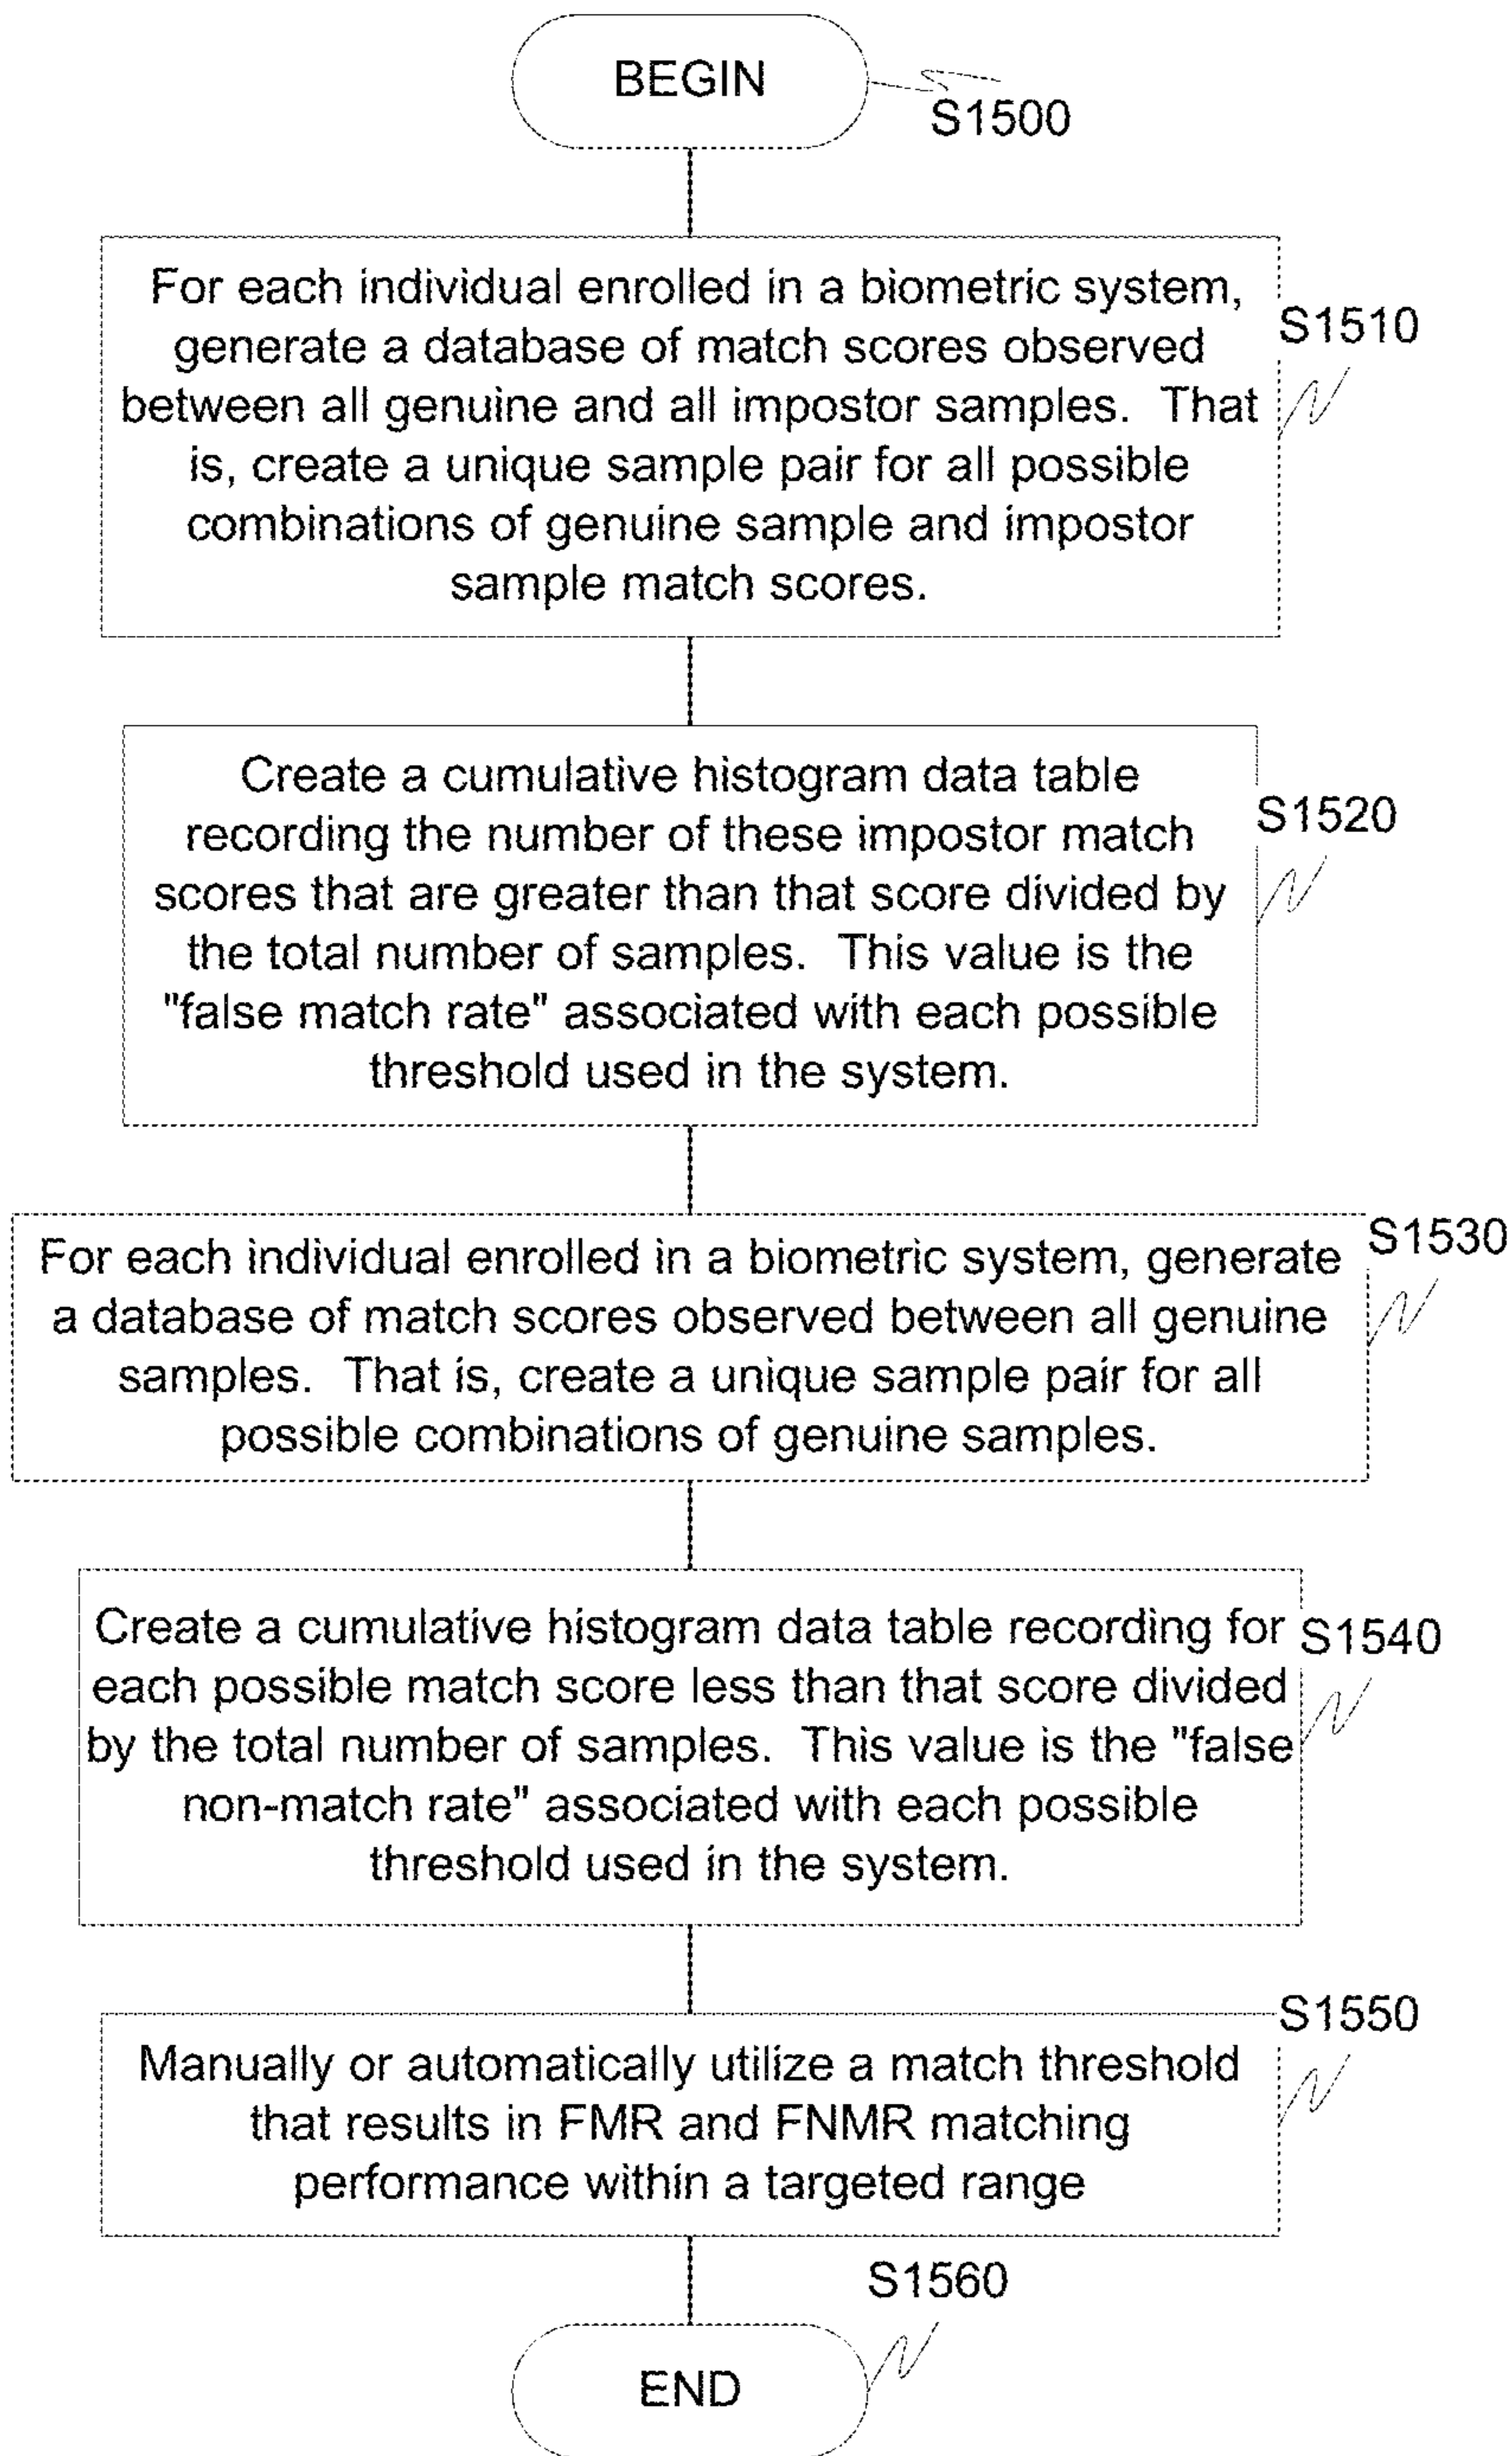 BEGIN
S1500
For each individual enrolled in a biometric system,
generate a database of match scores observed
between all genuine and all impostor samples.  That
is, create a unique sample pair for all possible
combinations of genuine sample and impostor
sample match scores.
S1510
Create a cumulative histogram data table
recording the number of these impostor match
scores that are greater than that score divided by
the total number of samples.  This value is the
"false match rate" associated with each possible
threshold used in the system.
S1520
For each individual enrolled in a biometric system, generate
a database of match scores observed between all genuine
samples.  That is, create a unique sample pair for all
possible combinations of genuine samples.
S1530
Create a cumulative histogram data table recording for
each possible match score less than that score divided
by the total number of samples.  This value is the "false
non-match rate" associated with each possible
threshold used in the system.
S1540
Manually or automatically utilize a match threshold
that results in FMR and FNMR matching
performance within a targeted range
S1550
END
S1560